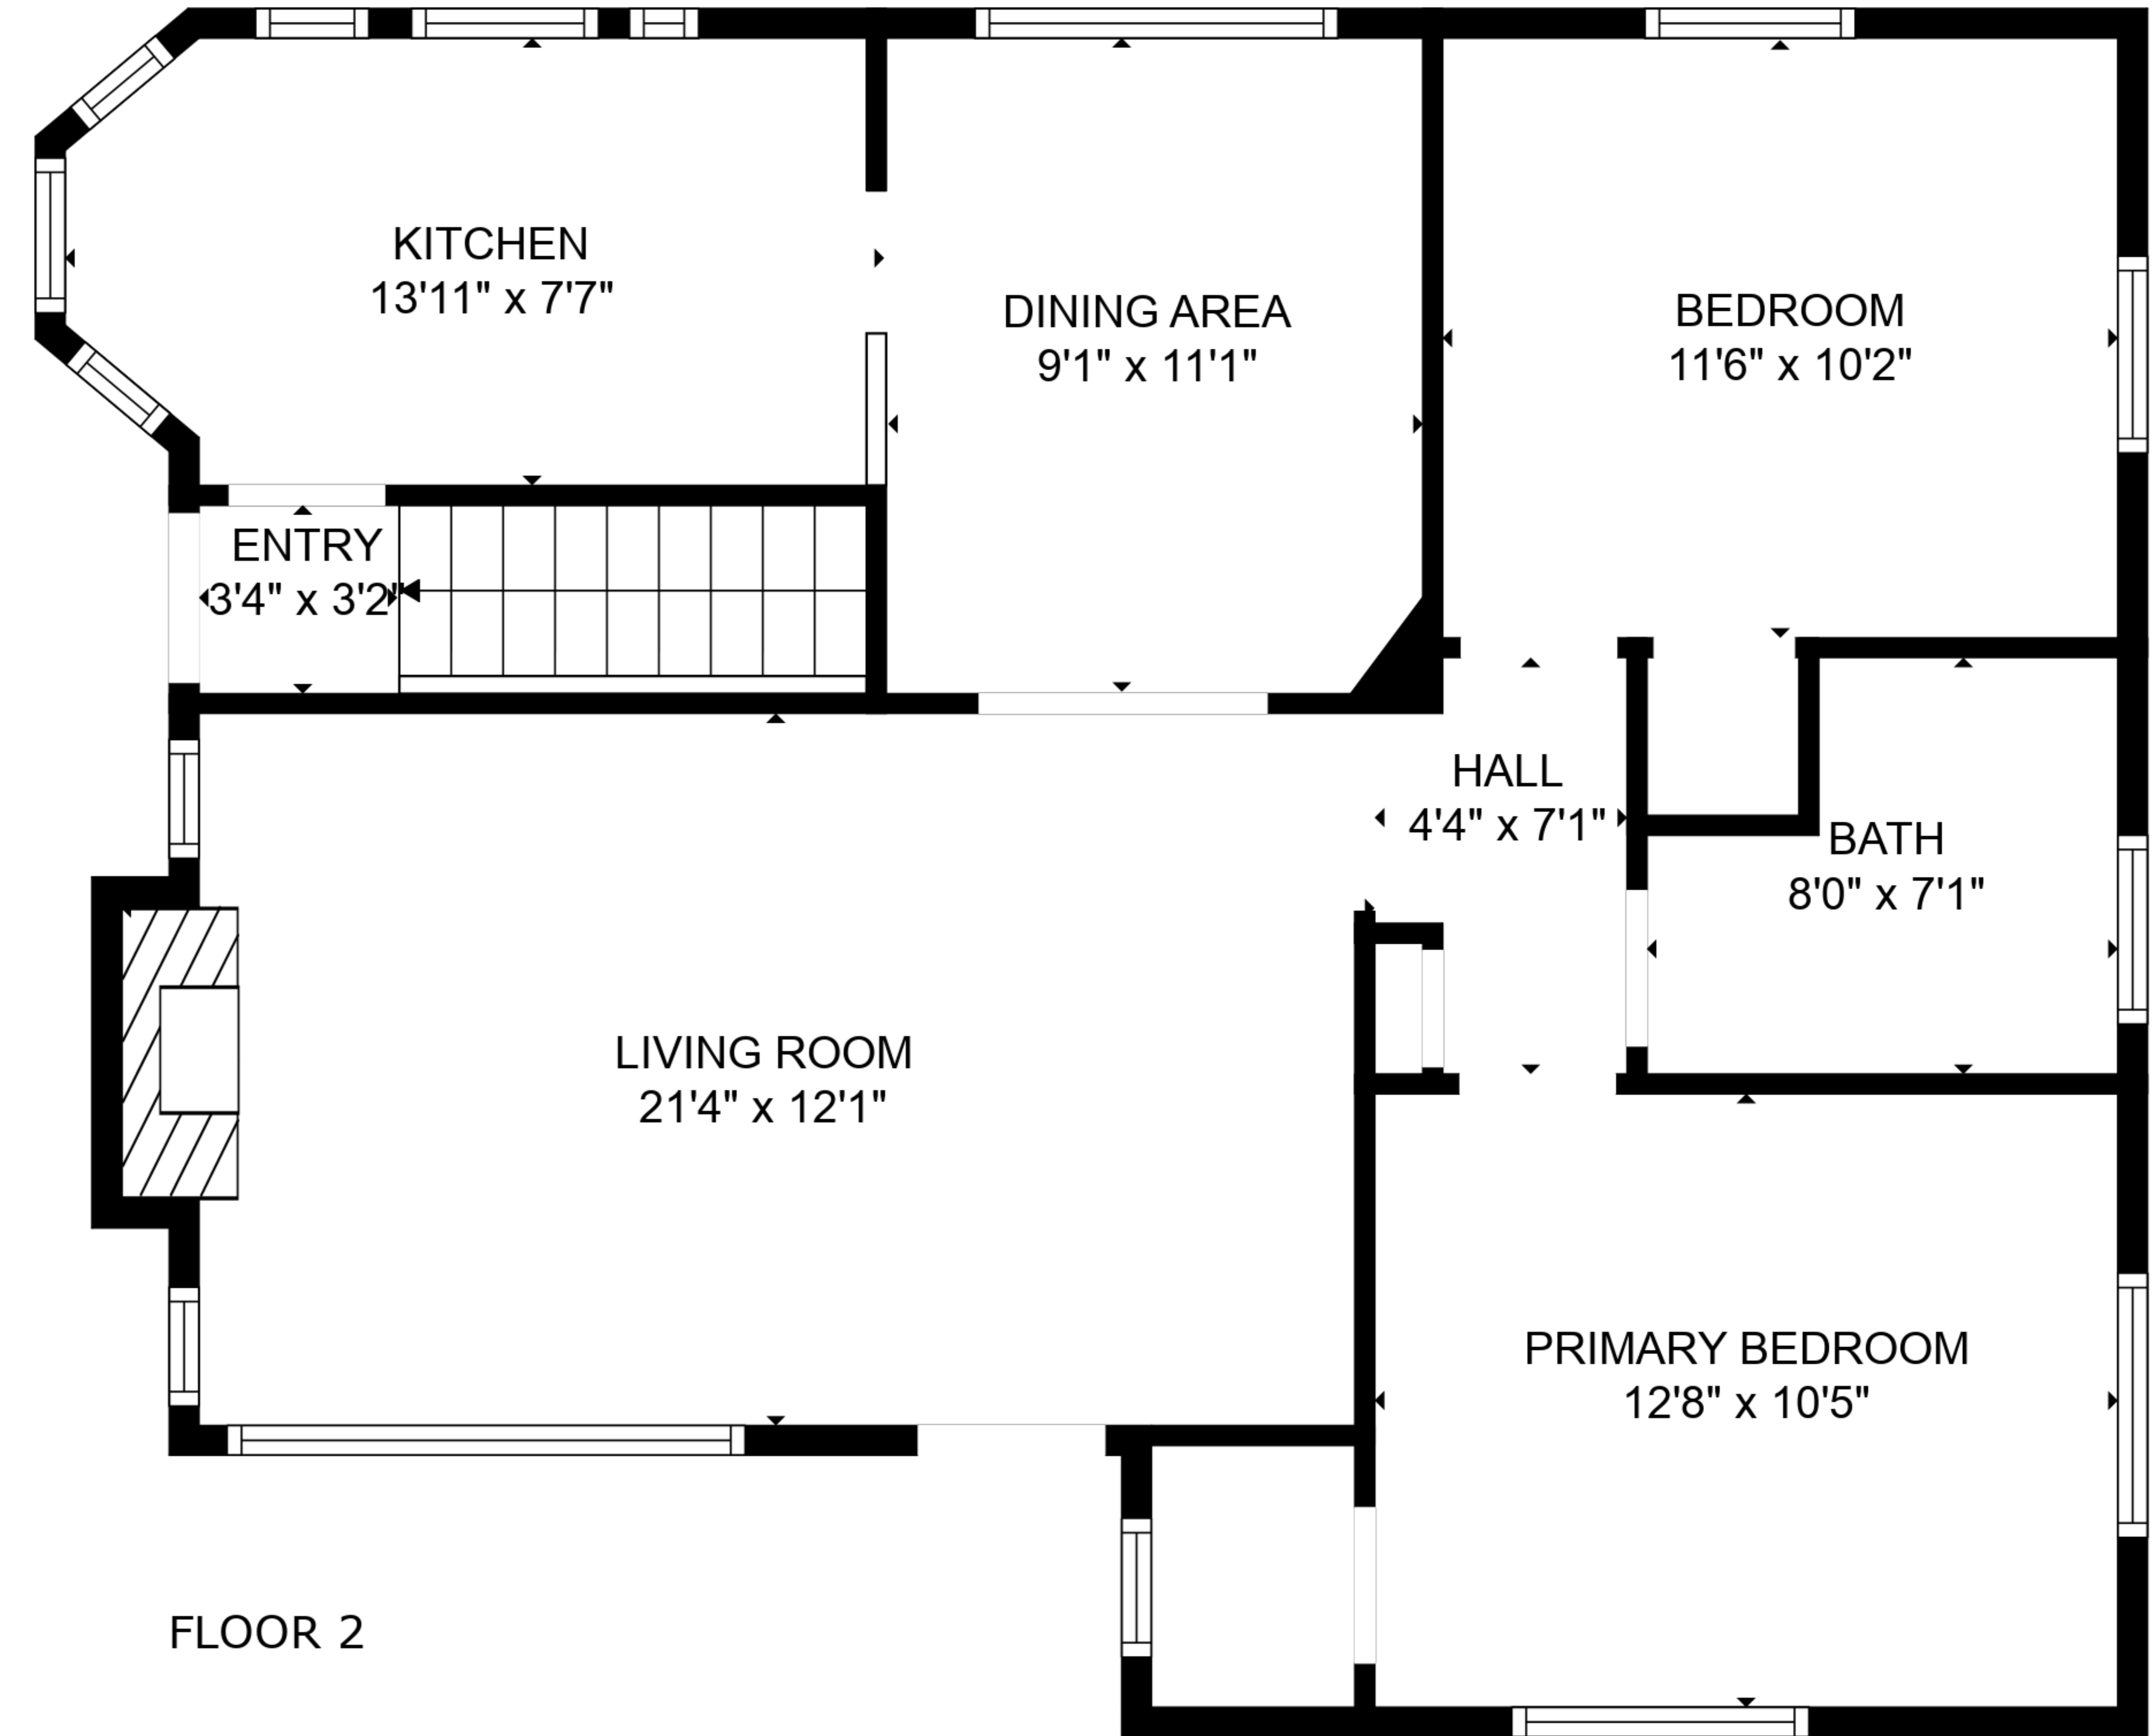 KITCHEN
13'11" x 7'7"
DINING AREA
9'1" x 11'1"
BEDROOM
11'6" x 10'2"
ENTRY
3'4" x 3'2"
HALL
4'4" x 7'1"
BATH
8'0" x 7'1"
LIVING ROOM
21'4" x 12'1"
PRIMARY BEDROOM
12'8" x 10'5"
FLOOR 2